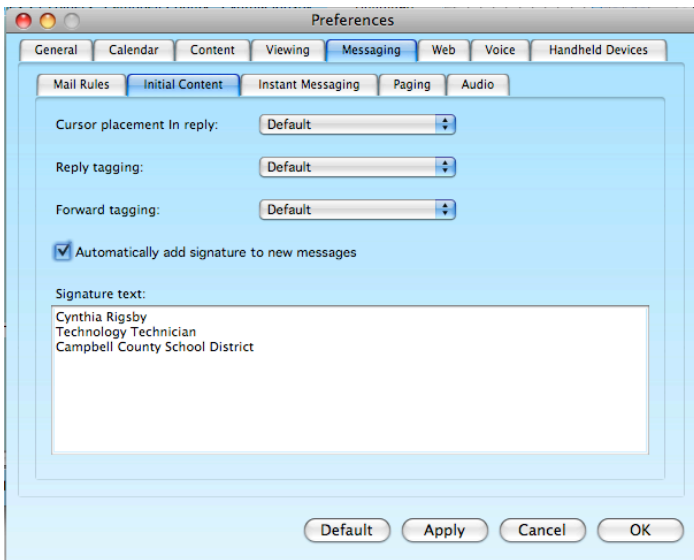 Preferences
General Calendar Content Viewing Messaging Web Voice Handheld Devices
Mail Rules Initial Content Instant Messaging Paging Audio
Cursor placement In reply: Default
Reply tagging: Default
Forward tagging: Default
Automatically add signature to new messages
Signature text:
Cynthia Rigsby
Technology Technician
Campbell County School District
Default Apply Cancel OK